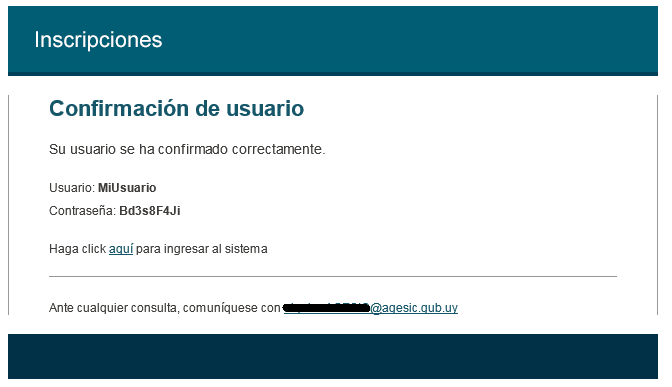 Inscripciones
Confirmación de usuario
Su usuario se ha confirmado correctamente.
Usuario: MiUsuario
Contraseña: Bd3s8F4Ji
Haga click aquí para ingresar al sistema
Ante cualquier consulta, comuníquese con @agesic.gub.uy